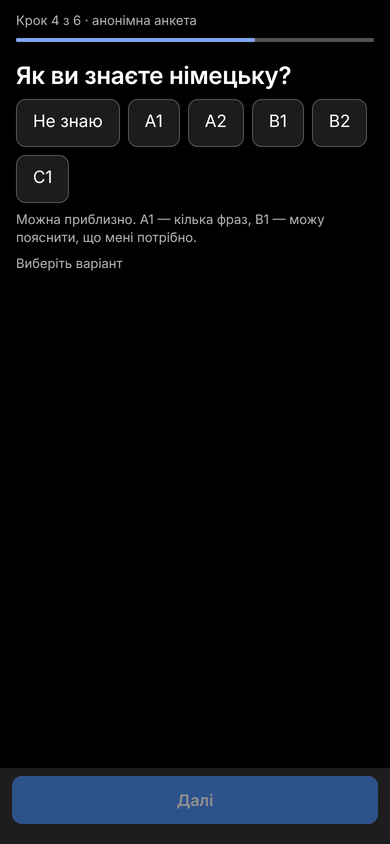 Крок 4 з 6 · анонімна анкета
Як ви знаєте німецьку?
Не знаю A1 A2 B1 B2
C1
Можна приблизно. A1 — кілька фраз, B1 — можу
пояснити, що мені потрібно.
Виберіть варіант
Далі